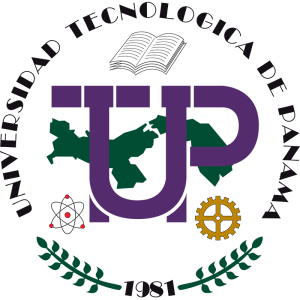 UNIVERSIDAD TECNOLOGICA DE PANAMA
UTP
1981